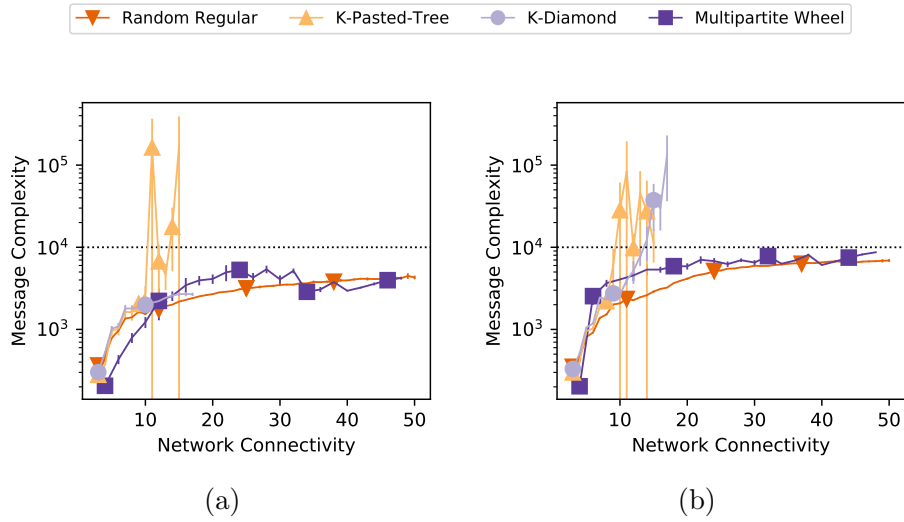 Random Regular K-Pasted-Tree K-Diamond Multipartite Wheel
Message Complexity
10^5
10^4
10^3
10 20 30 40 50
Network Connectivity
(a)
Message Complexity
10^5
10^4
10^3
10 20 30 40 50
Network Connectivity
(b)